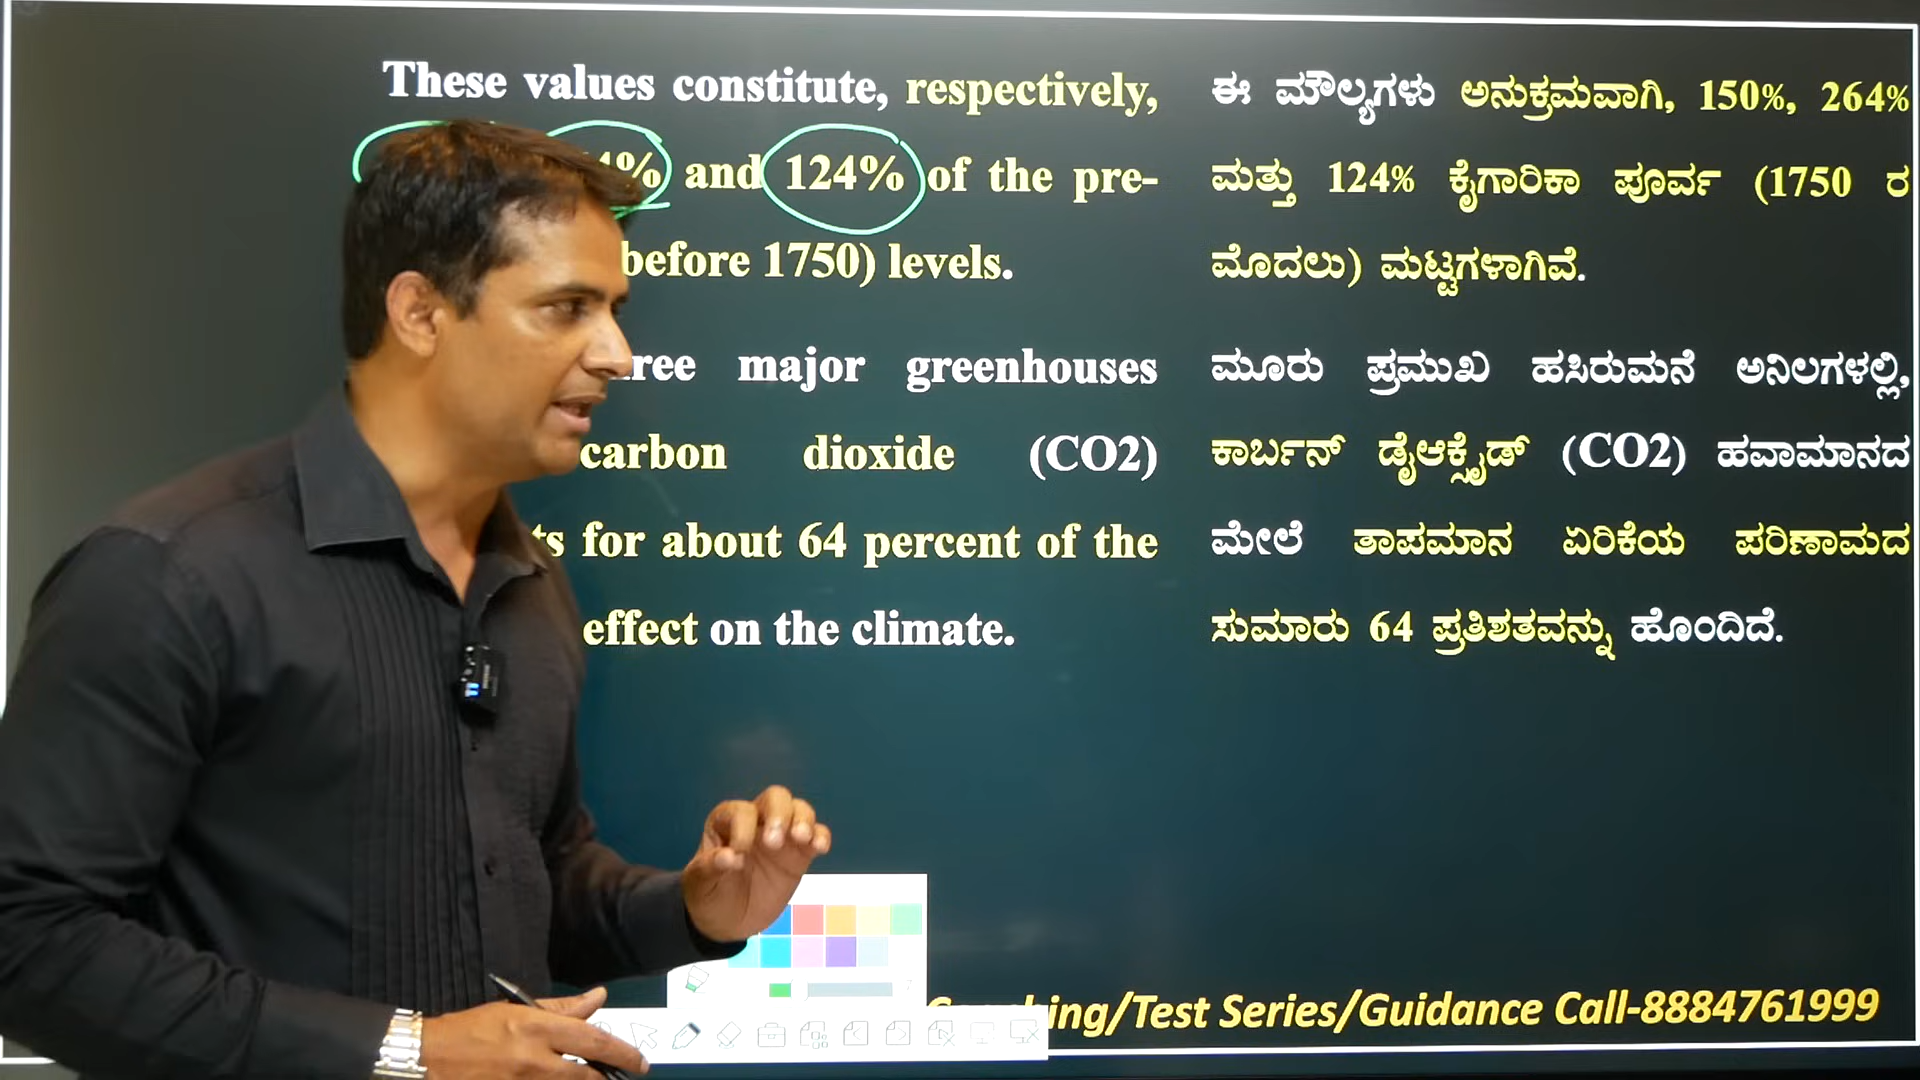 These values constitute, respectively,
and 124% of the pre-
before 1750) levels.
major greenhouses
carbon dioxide (CO2)
for about 64 percent of the
effect on the climate.
ಈ ಮೌಲ್ಯಗಳು ಅನುಕ್ರಮವಾಗಿ, 150%, 264%
ಮತ್ತು 124% ಕೈಗಾರಿಕಾ ಪೂರ್ವ (1750 ರ
ಮೊದಲು) ಮಟ್ಟಗಳಾಗಿವೆ.
ಮೂರು ಪ್ರಮುಖ ಹಸಿರುಮನೆ ಅನಿಲಗಳಲ್ಲಿ,
ಕಾರ್ಬನ್ ಡೈಆಕ್ಸೈಡ್ (CO2) ಹವಾಮಾನದ
ಮೇಲೆ ತಾಪಮಾನ ಏರಿಕೆಯ ಪರಿಣಾಮದ
ಸುಮಾರು 64 ಪ್ರತಿಶತವನ್ನು ಹೊಂದಿದೆ.
/Test Series/Guidance Call-8884761999